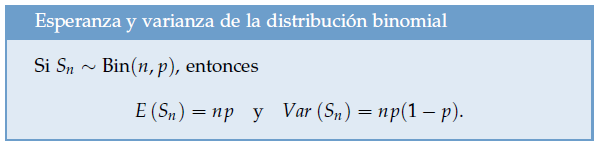 Esperanza y varianza de la distribución binomial
Si Sₙ ∼ Bin(n, p), entonces
E (Sₙ) = np y Var (Sₙ) = np(1 − p).